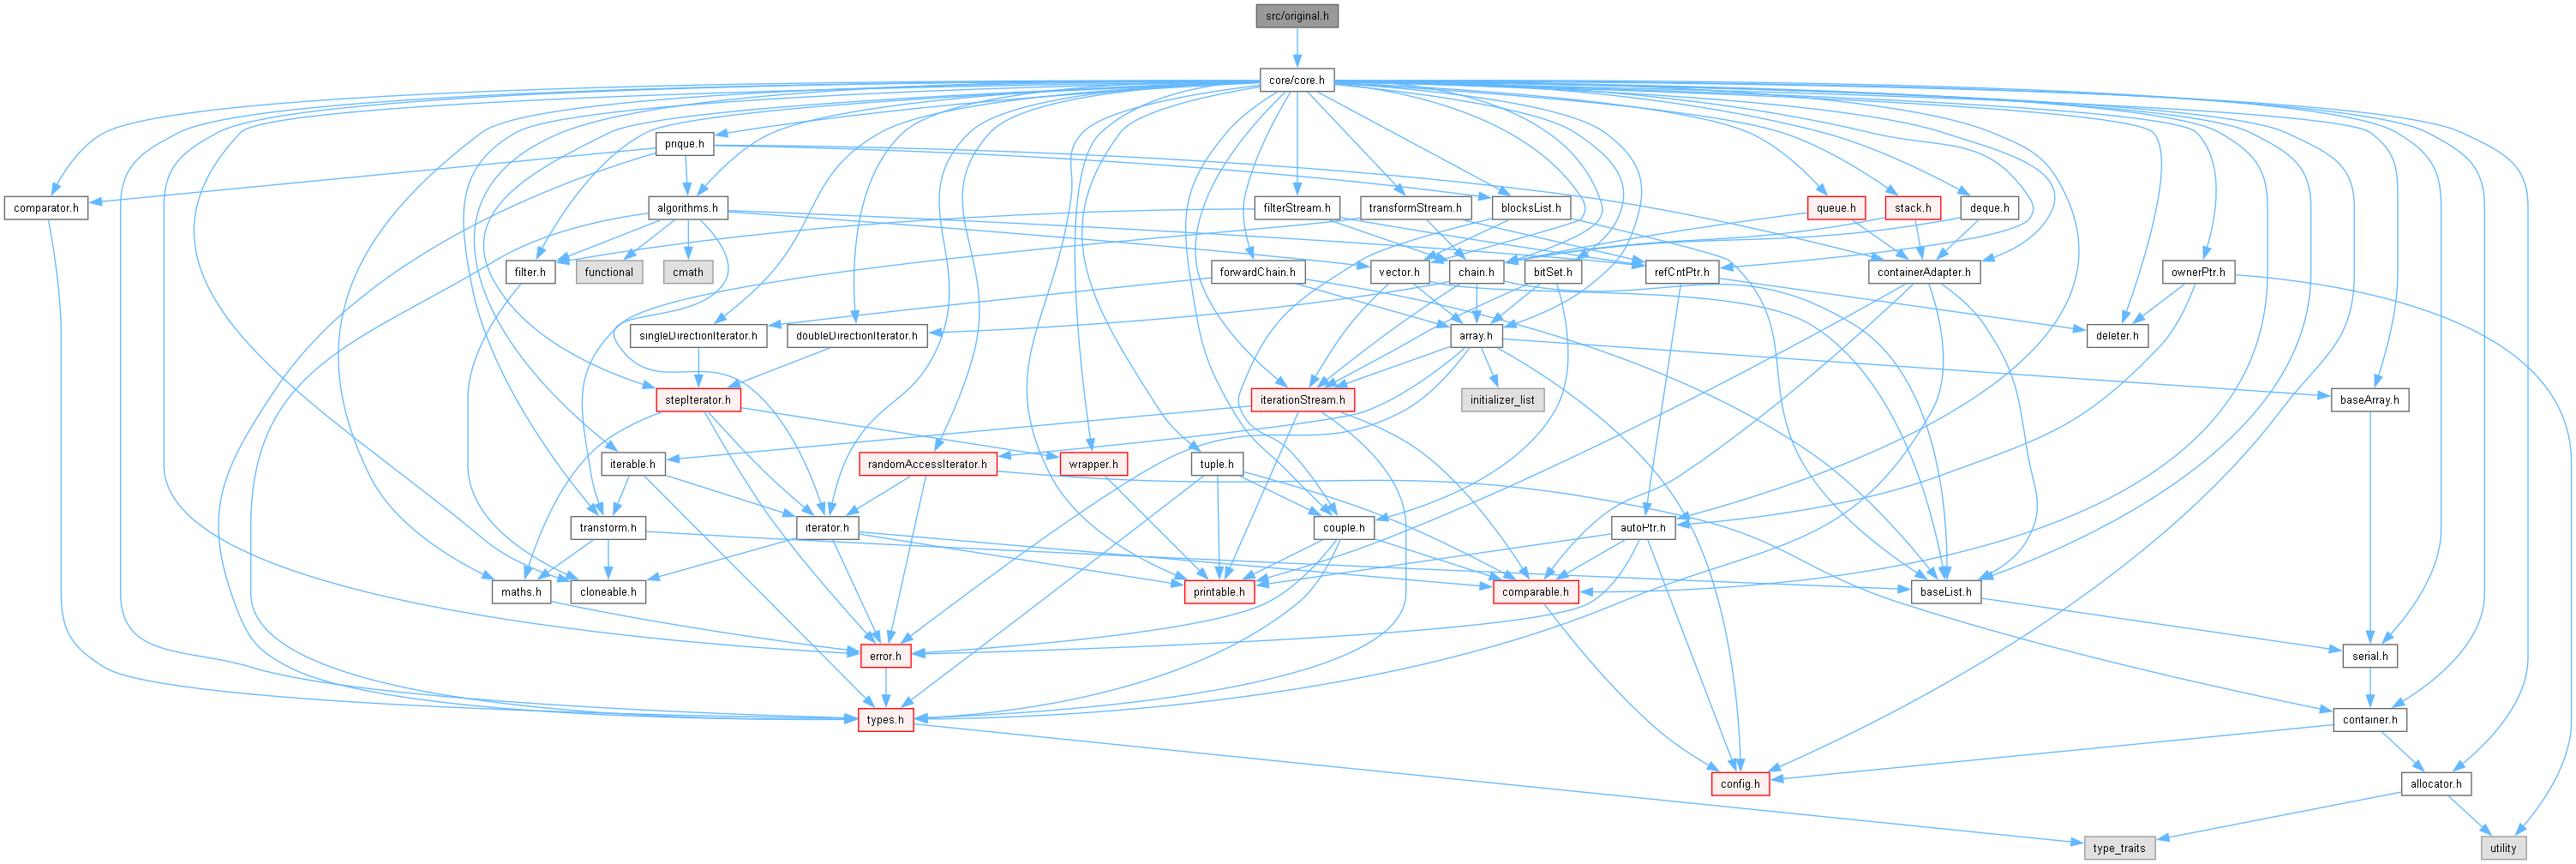 src/original.h
core/core.h
prique.h
comparator.h
algorithms.h
filterStream.h
transformStream.h
blocksList.h
queue.h
stack.h
deque.h
filter.h
functional
cmath
forwardChain.h
vector.h
chain.h
bitSet.h
refCntPtr.h
containerAdapter.h
ownerPtr.h
singleDirectionIterator.h
doubleDirectionIterator.h
array.h
deleter.h
stepIterator.h
iterationStream.h
initializer_list
baseArray.h
iterable.h
randomAccessIterator.h
wrapper.h
tuple.h
transform.h
iterator.h
couple.h
autoPtr.h
maths.h
cloneable.h
printable.h
comparable.h
baseList.h
error.h
serial.h
types.h
container.h
config.h
allocator.h
type_traits
utility